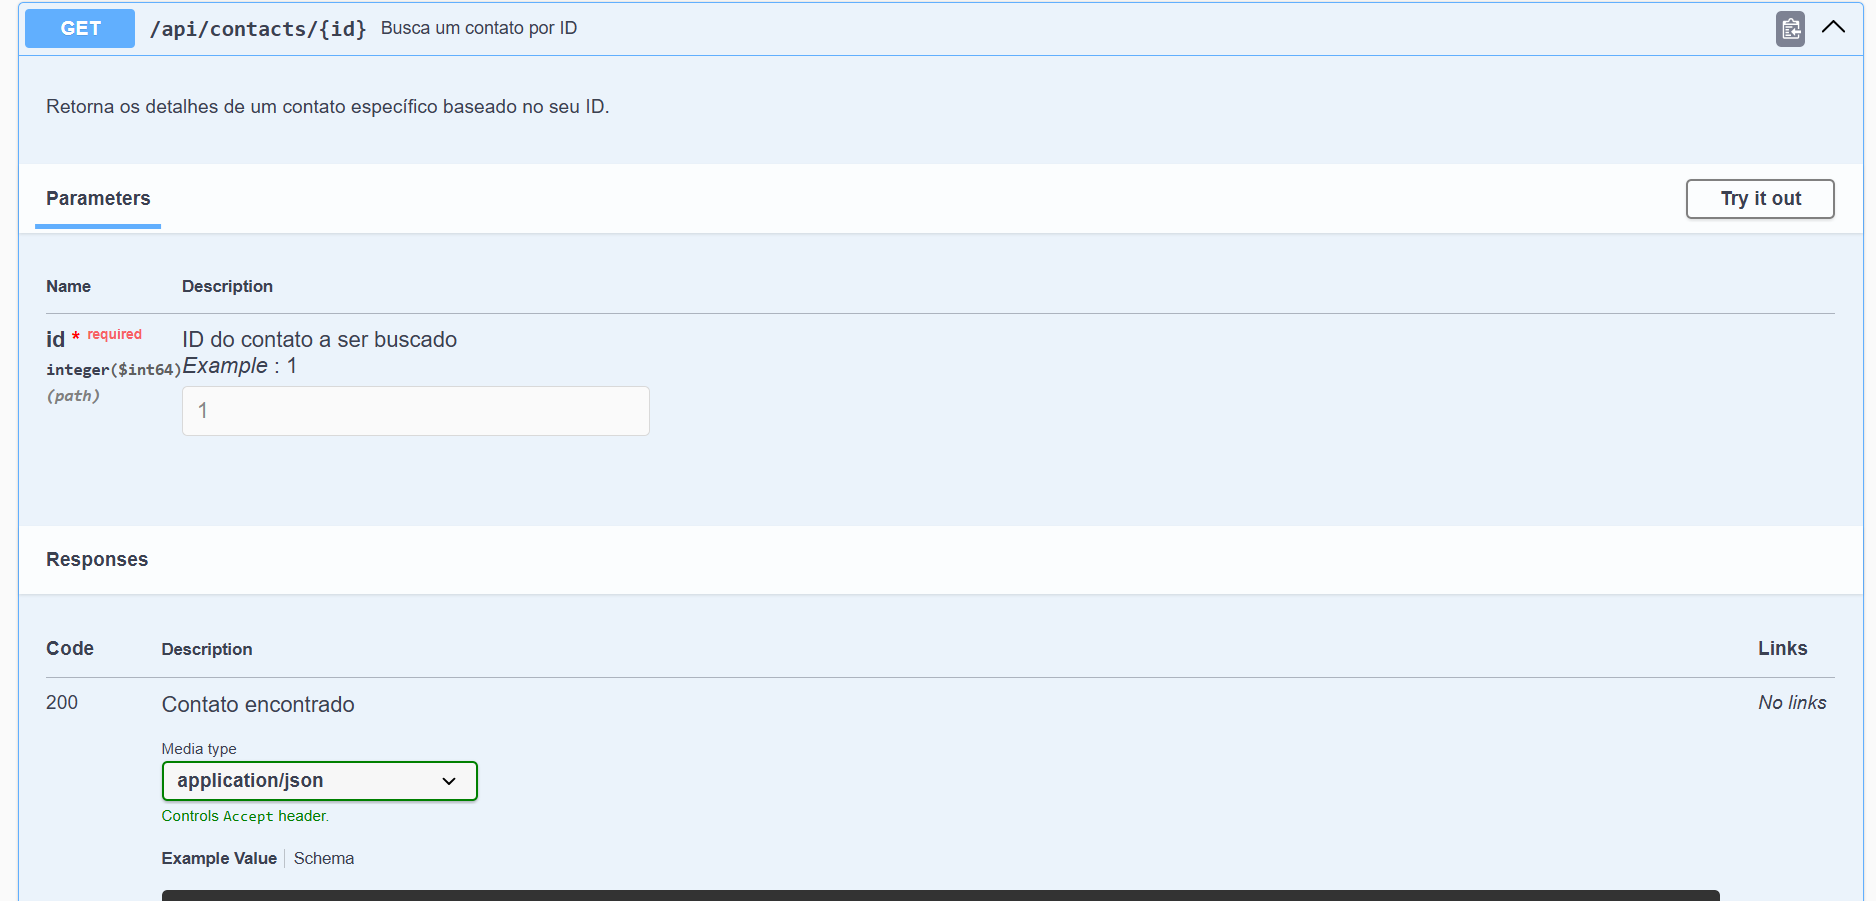 GET /api/contacts/{id} Busca um contato por ID
Retorna os detalhes de um contato específico baseado no seu ID.
Parameters
Try it out
Name Description
id * required
integer($int64)
(path)
ID do contato a ser buscado
Example : 1
1
Responses
Code Description Links
200 Contato encontrado No links
Media type
application/json
Controls Accept header.
Example Value Schema